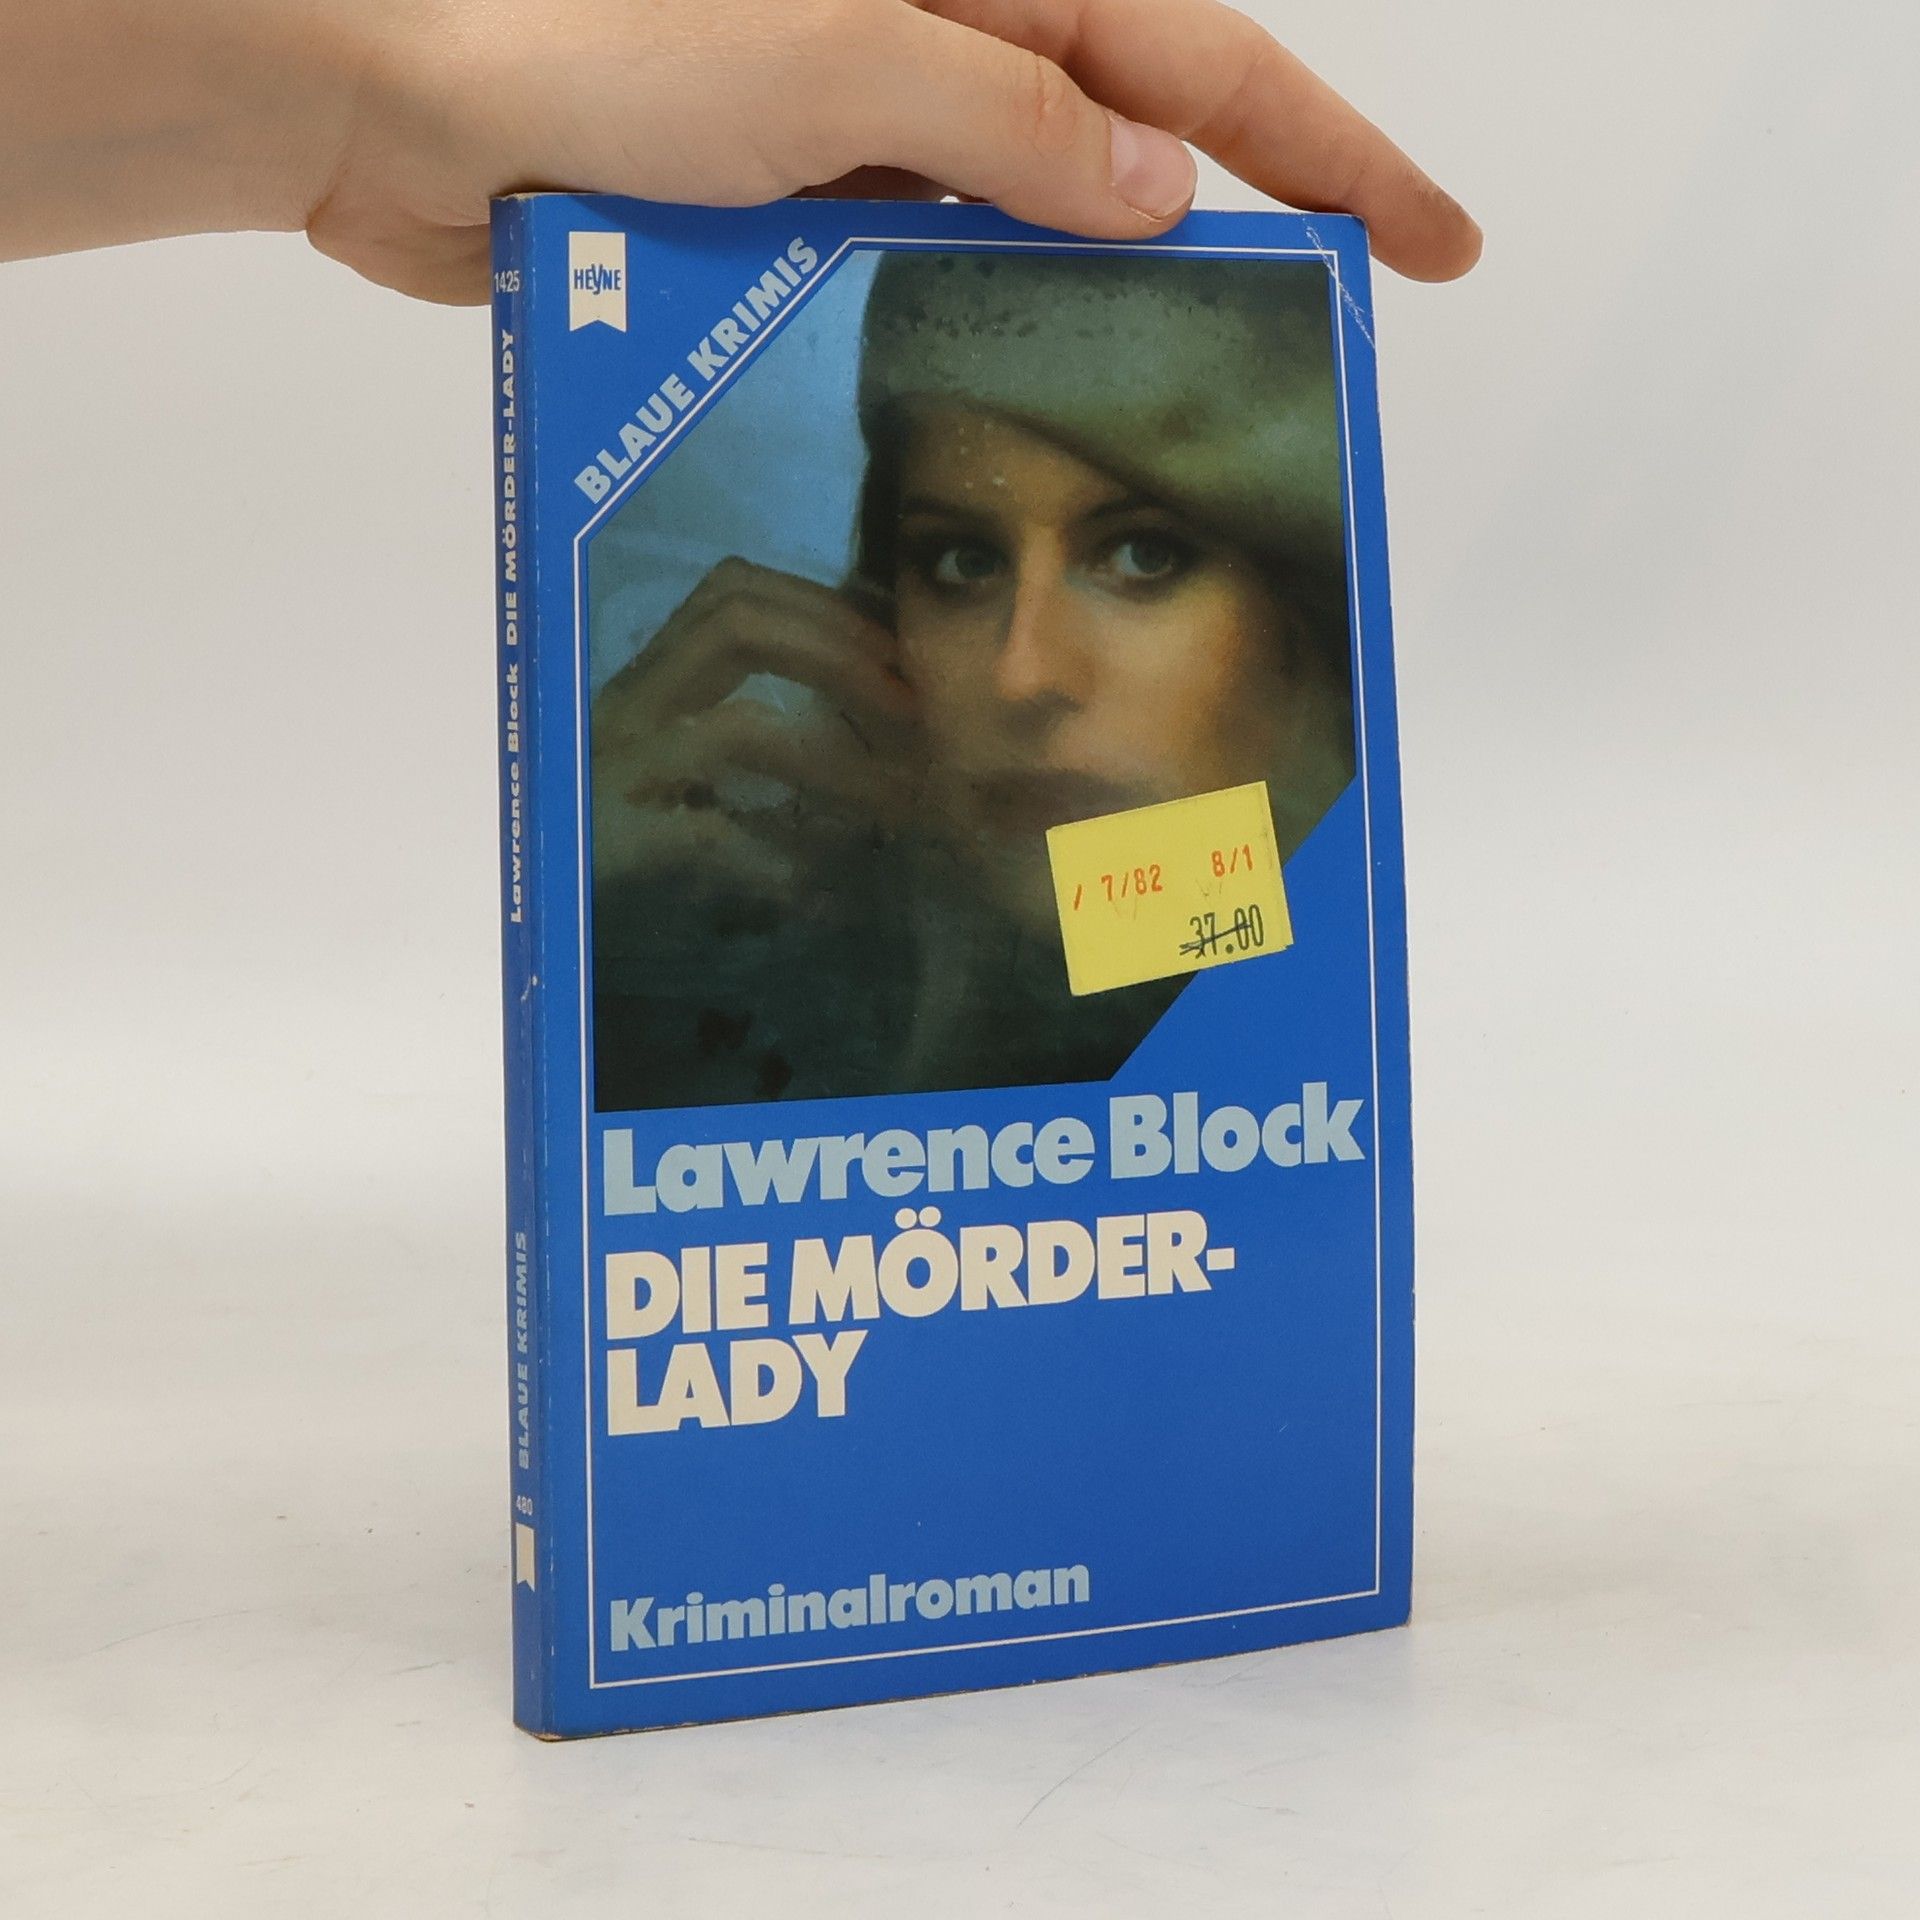 1425
Lawrence Block DIE MÖRDER-LADY
BLAUE KRIMIS
480
HEYNE
BLAUE KRIMIS
/ 7/82 8/1
37.00
Lawrence Block
DIE MÖRDER-
LADY
Kriminalroman